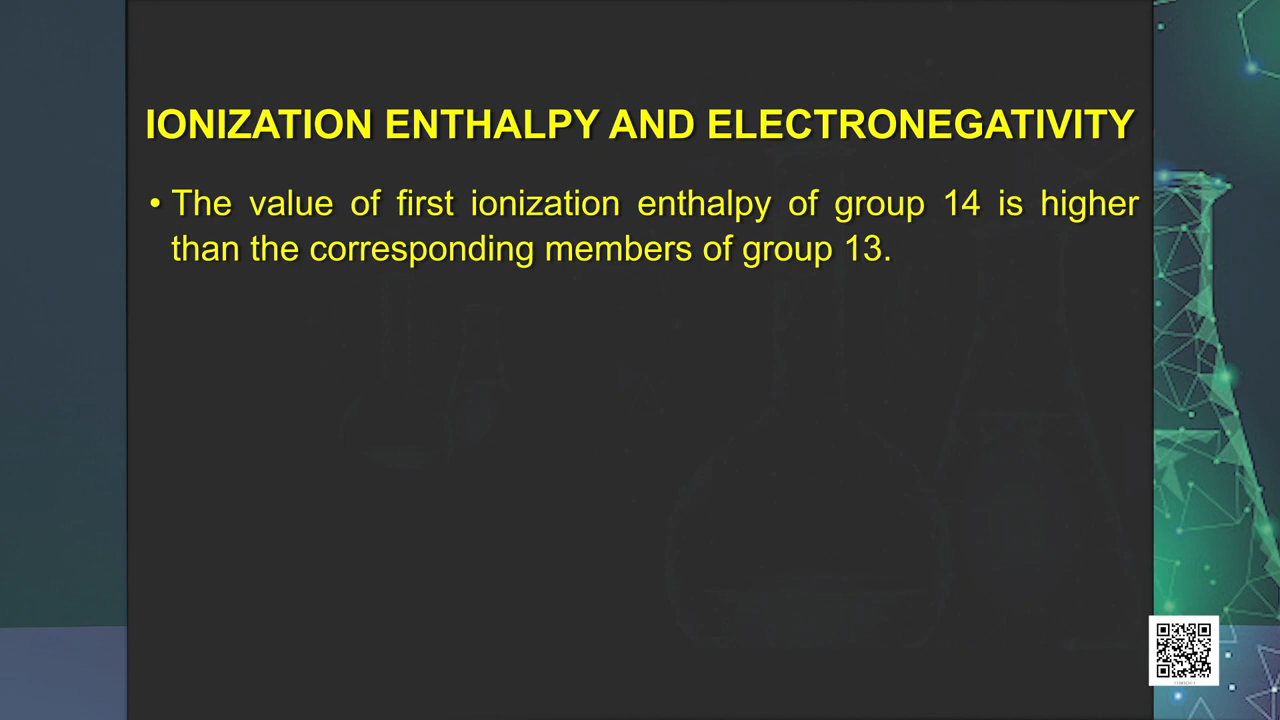 IONIZATION ENTHALPY AND ELECTRONEGATIVITY
• The value of first ionization enthalpy of group 14 is higher
than the corresponding members of group 13.